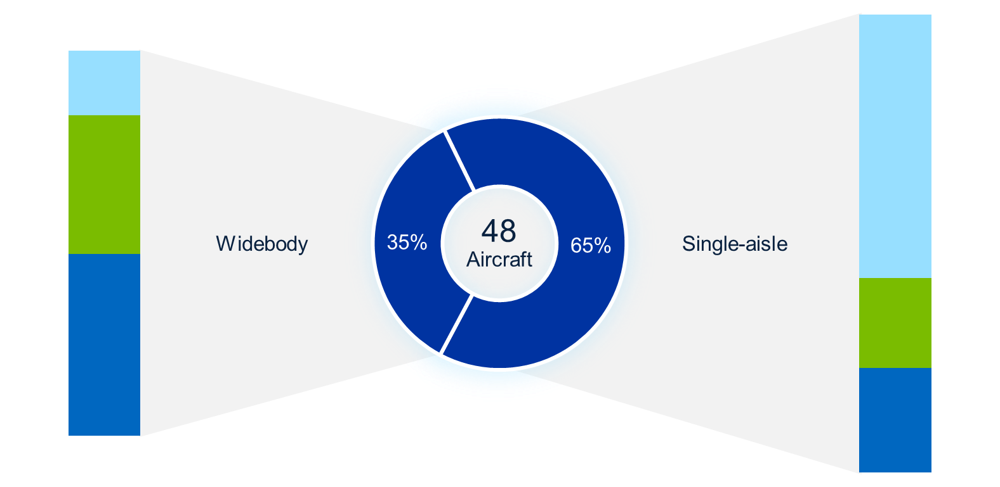 Widebody
35%
48
Aircraft
65%
Single-aisle